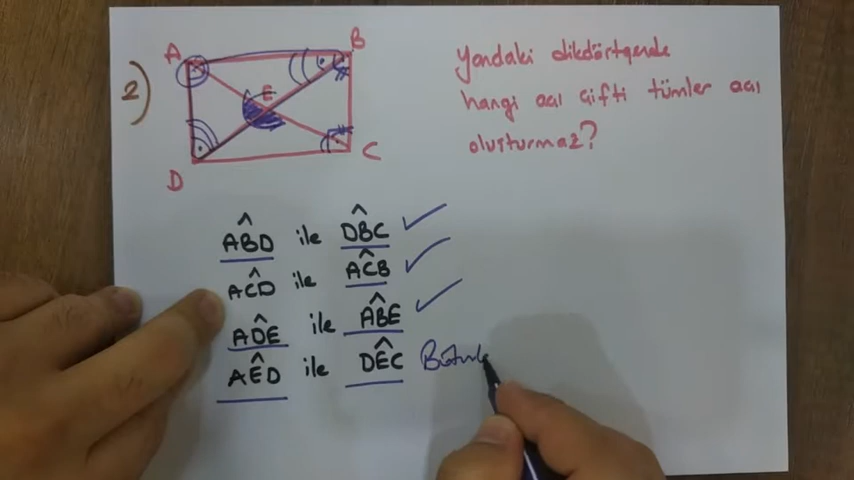 2)
A
B
E
D
C
Yandaki dikdörtgende
hangi açı çifti tümler açı
oluşturmaz?
ABD ile DBC
ACD ile ACB
ADE ile ABE
AED ile DEC